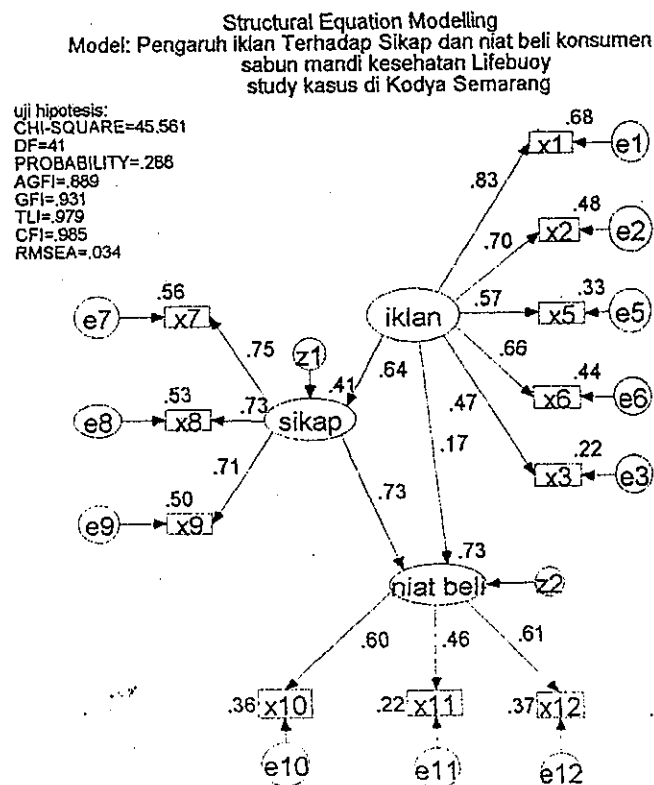 Structural Equation Modelling
Model: Pengaruh iklan Terhadap Sikap dan niat beli konsumen
sabun mandi kesehatan Lifebuoy
study kasus di Kodya Semarang
uji hipotesis:
CHI-SQUARE=45.561
DF=41
PROBABILITY=.288
AGFI=.889
GFI=.931
TLI=.979
CFI=.985
RMSEA=.034
.68
x1
e1
.83
.48
x2
e2
.70
.33
x5
e5
.57
iklan
.56
e7
x7
.75
z1
.41
.64
.66
.44
x6
e6
.53
e8
x8
.73
sikap
.47
.22
x3
e3
.17
.71
.50
e9
x9
.73
.73
niat beli
z2
.60
.46
.61
.36
x10
.22
x11
.37
x12
e10
e11
e12